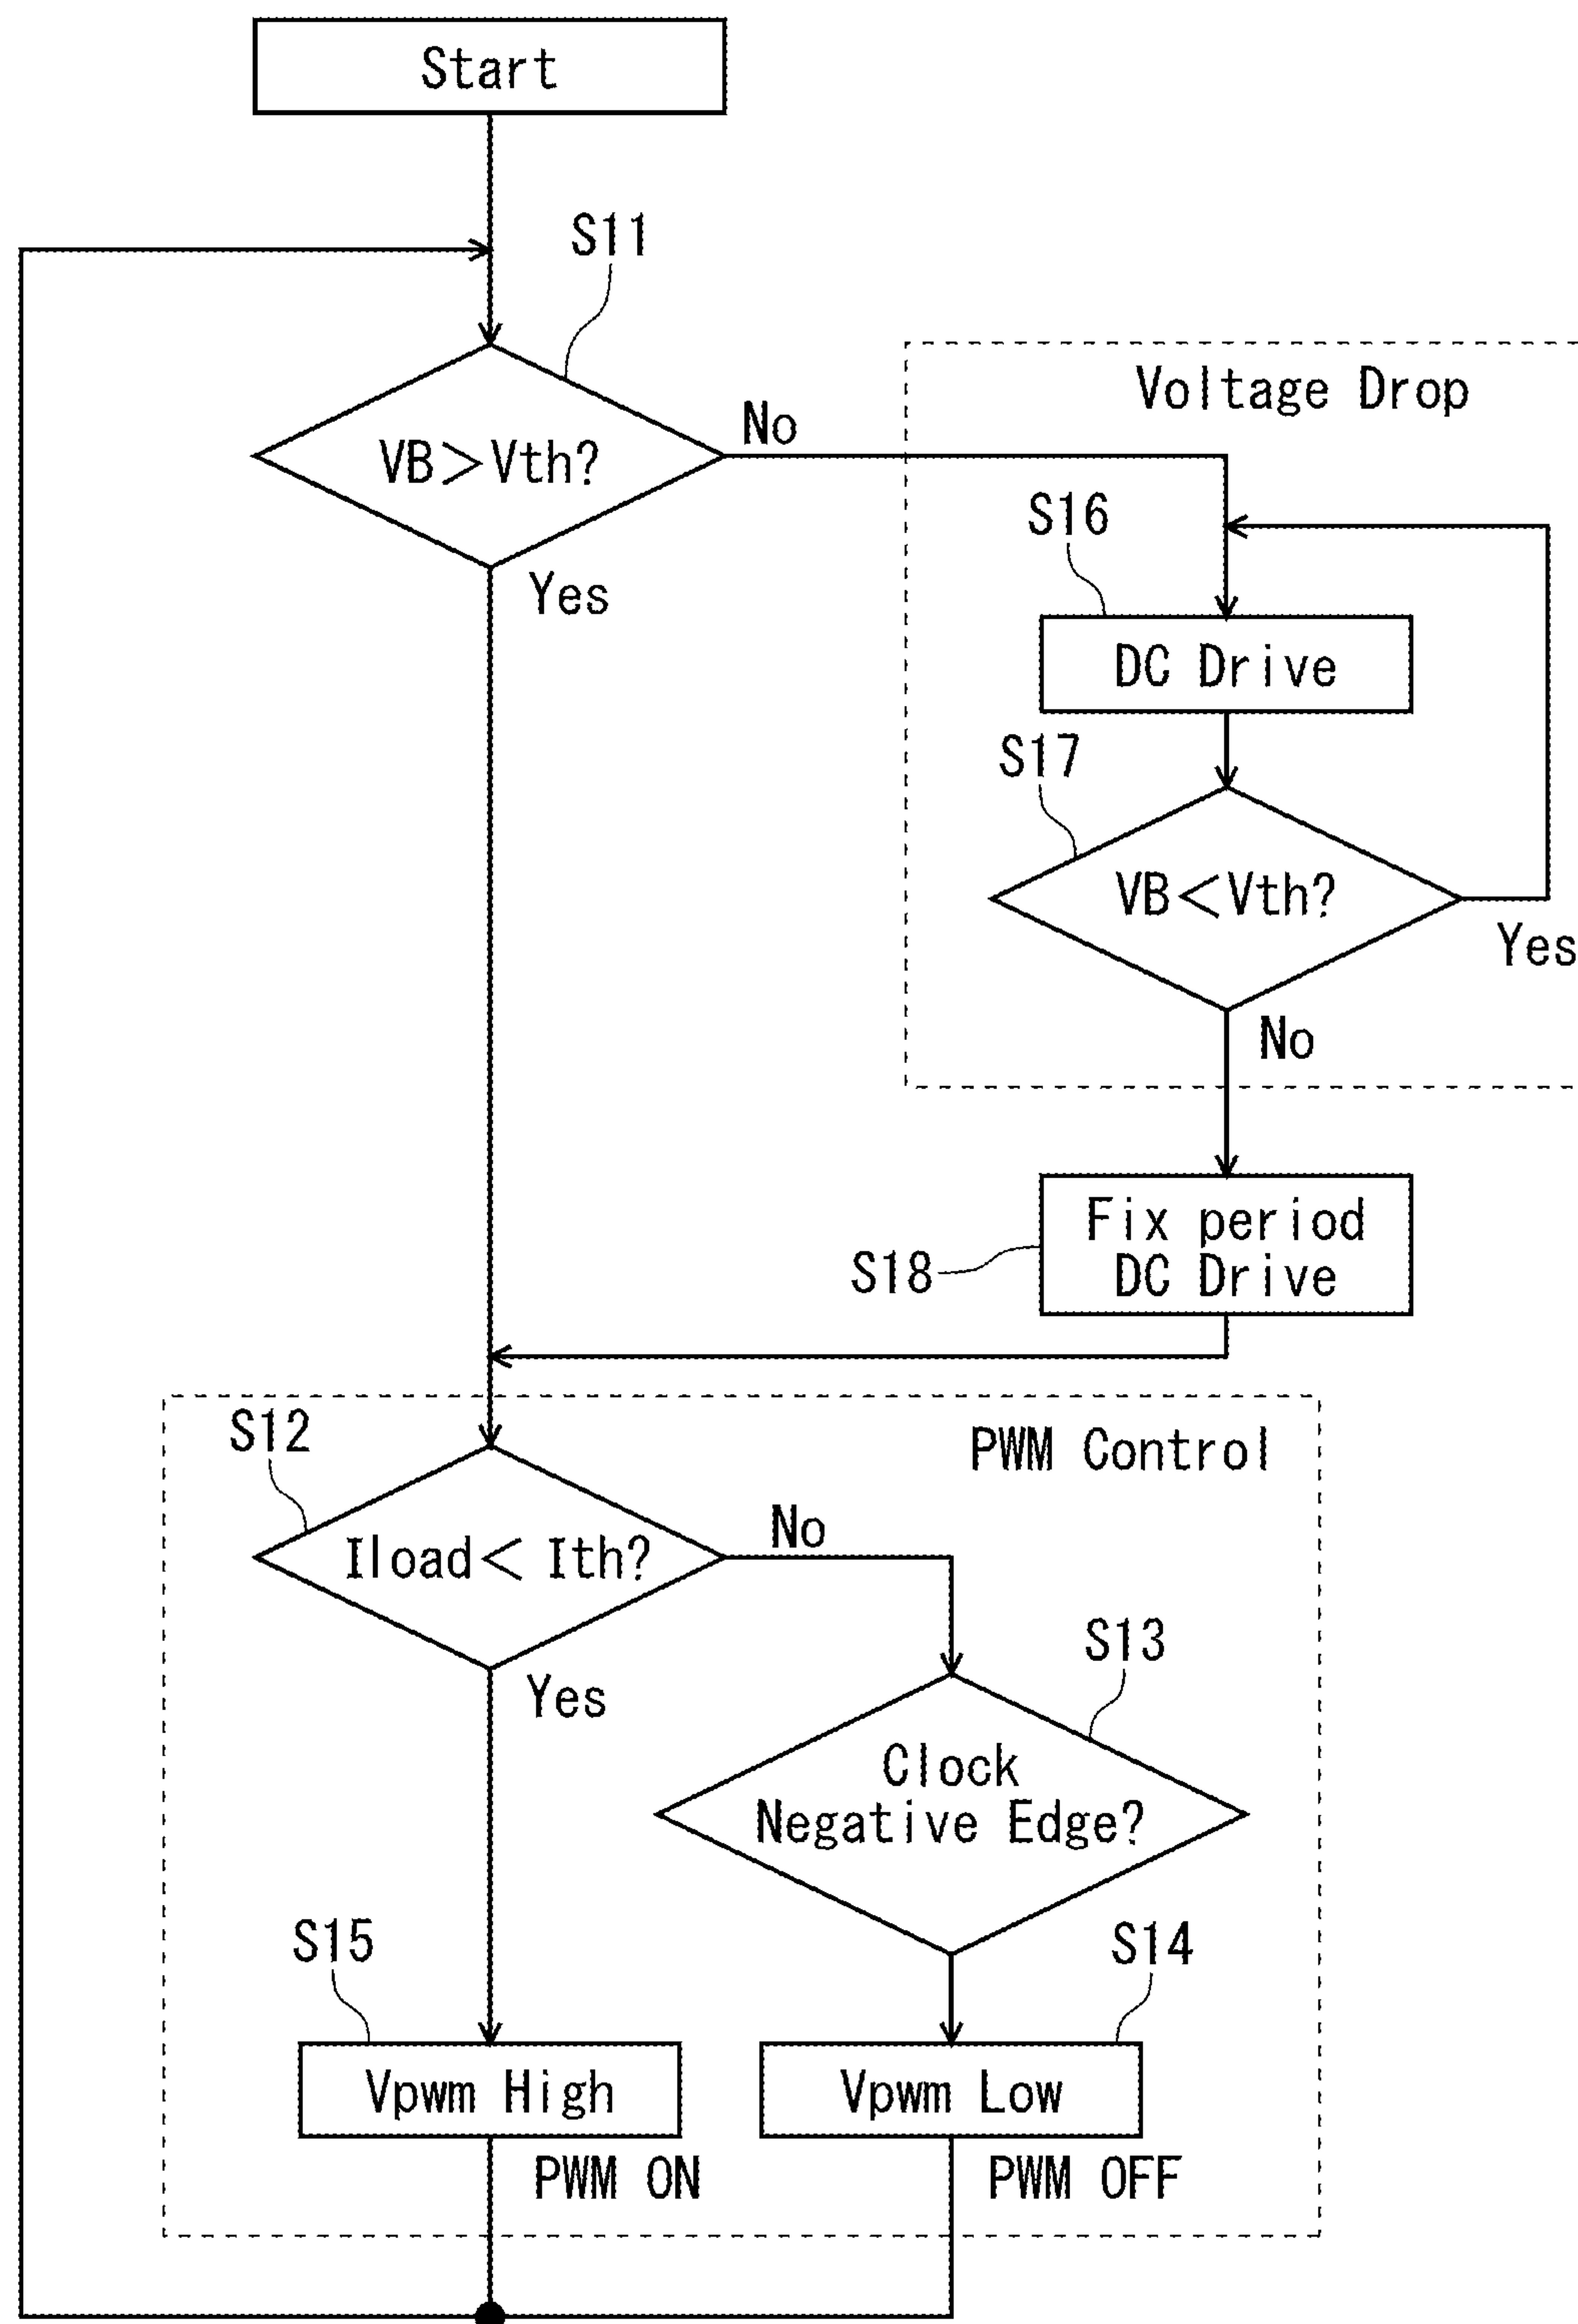 Start
S11
VB>Vth?
No
Yes
Voltage Drop
S16
DC Drive
S17
VB<Vth?
Yes
No
S18
Fix period
DC Drive
PWM Control
S12
Iload< Ith?
No
Yes
S13
Clock
Negative Edge?
S15
Vpwm High
PWM ON
S14
Vpwm Low
PWM OFF